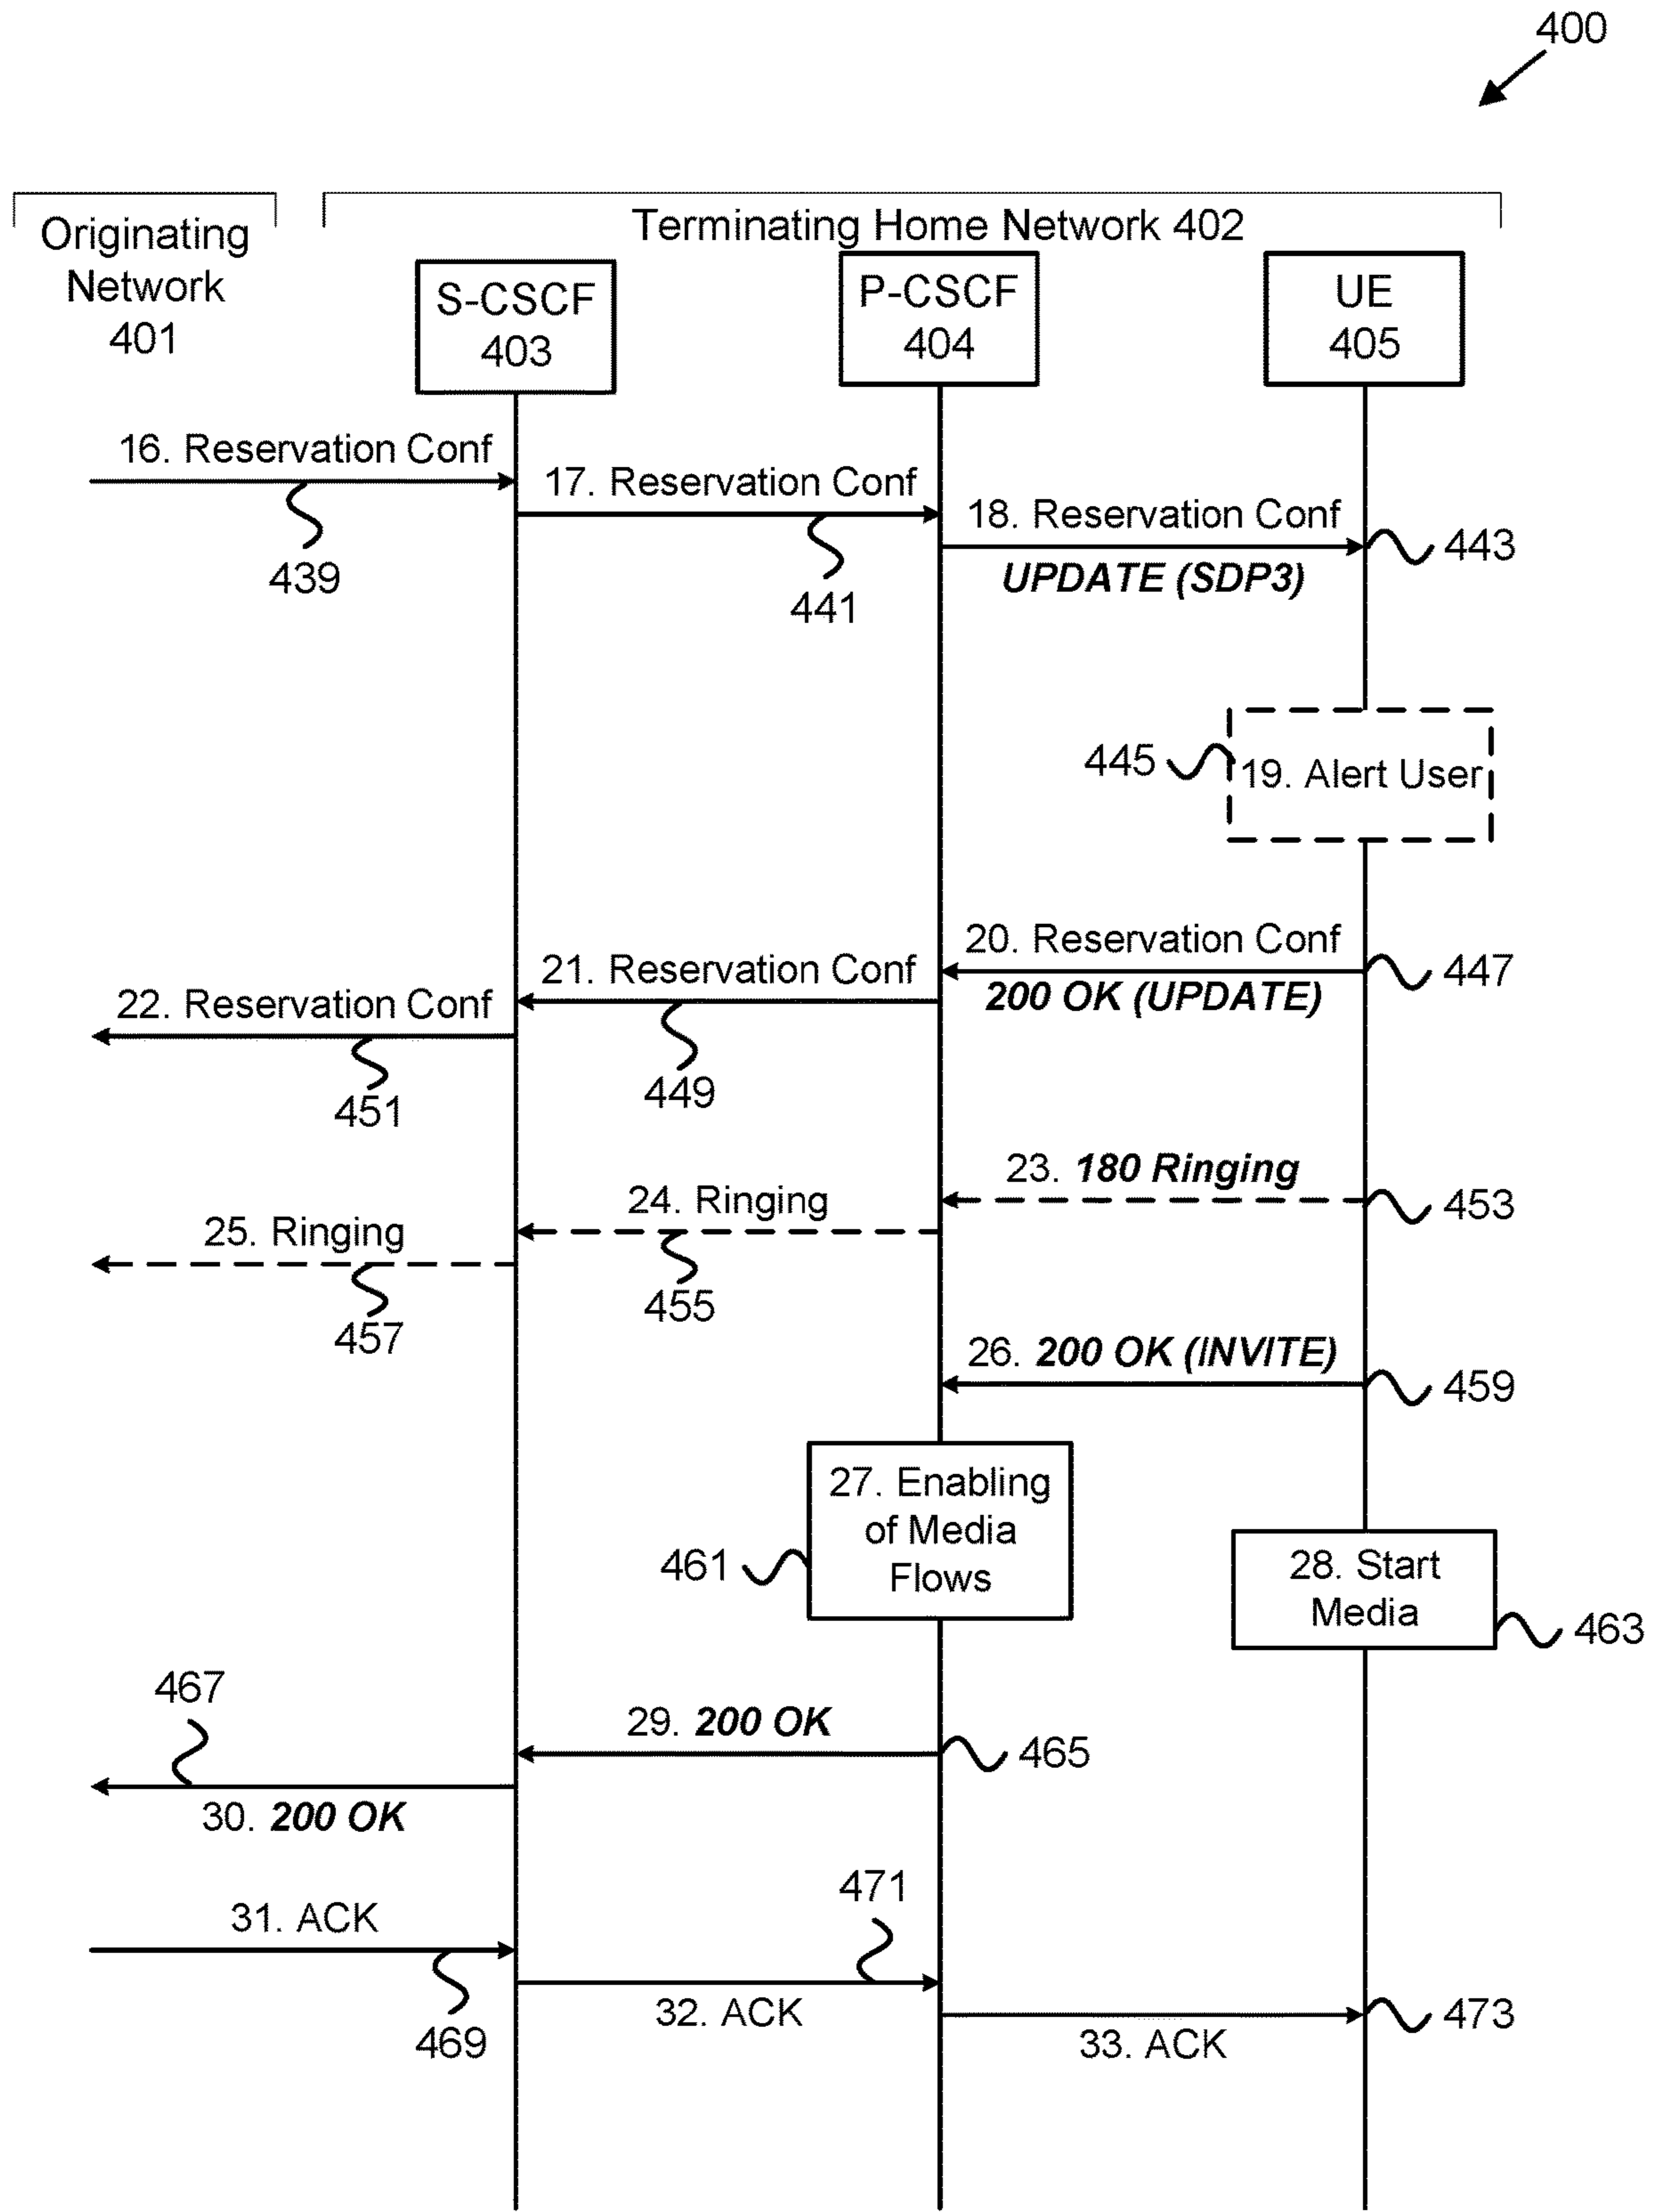 400
Originating
Network
401
Terminating Home Network 402
S-CSCF
403
P-CSCF
404
UE
405
16. Reservation Conf
439
17. Reservation Conf
441
18. Reservation Conf
UPDATE (SDP3)
443
445
19. Alert User
20. Reservation Conf
200 OK (UPDATE)
447
21. Reservation Conf
449
22. Reservation Conf
451
23. 180 Ringing
453
24. Ringing
455
25. Ringing
457
26. 200 OK (INVITE)
459
27. Enabling
of Media
Flows
461
28. Start
Media
463
467
29. 200 OK
465
30. 200 OK
471
31. ACK
469
32. ACK
33. ACK
473